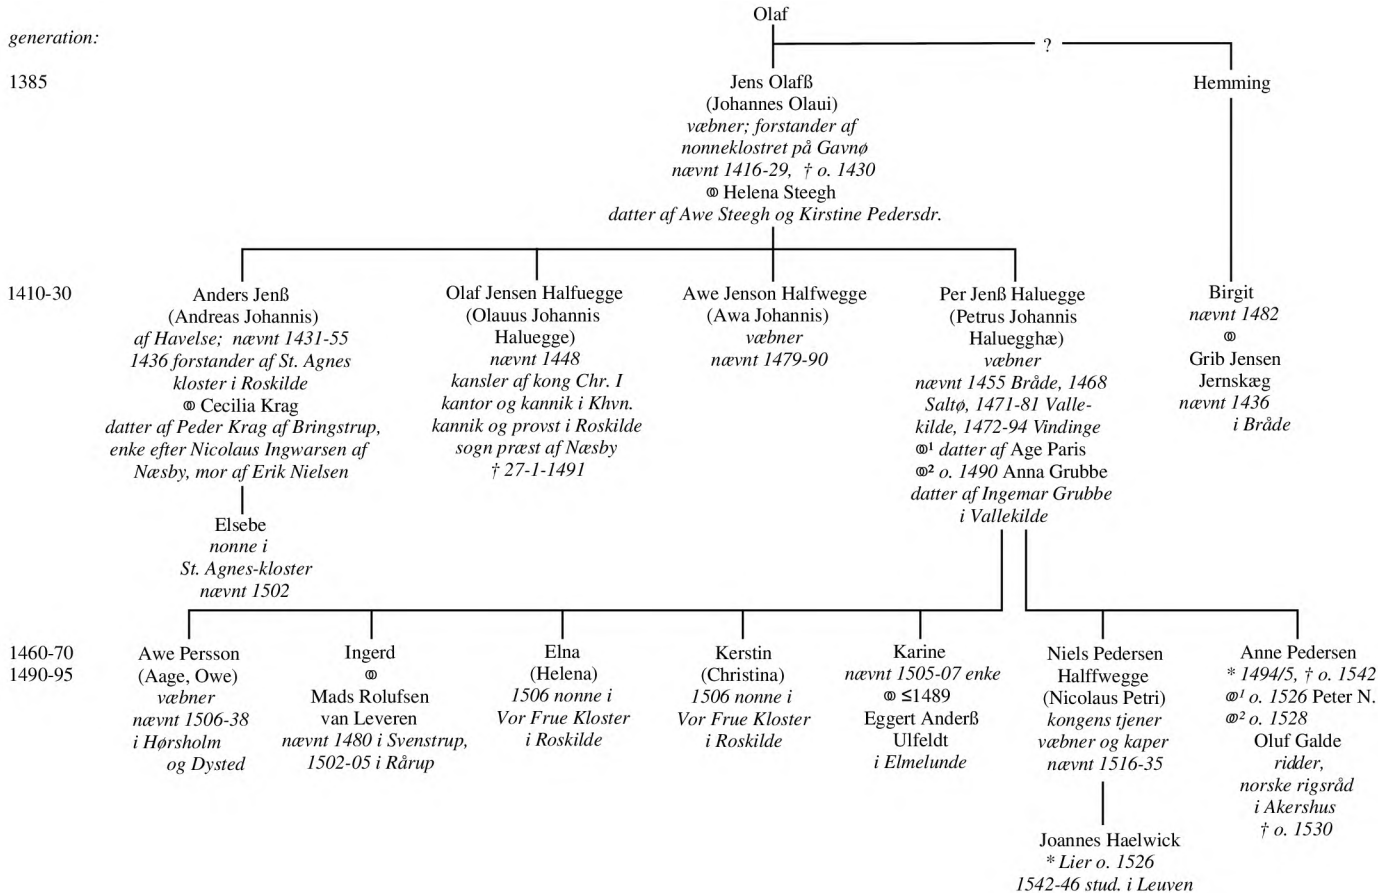 Olaf
generation:
?
1385
Jens Olafß
(Johannes Olaui)
væbner; forstander af
nonneklostret på Gavnø
nævnt 1416-29, † o. 1430
⚭ Helena Steegh
datter af Awe Steegh og Kirstine Pedersdr.
Hemming
1410-30
Anders Jenß
(Andreas Johannis)
af Havelse; nævnt 1431-55
1436 forstander af St. Agnes
kloster i Roskilde
⚭ Cecilia Krag
datter af Peder Krag af Bringstrup,
enke efter Nicolaus Ingwarsen af
Næsby, mor af Erik Nielsen
Olaf Jensen Halfuegge
(Olauus Johannis
Haluegge)
nævnt 1448
kansler af kong Chr. I
kantor og kannik i Khvn.
kannik og provst i Roskilde
sogn præst af Næsby
† 27-1-1491
Awe Jenson Halfwegge
(Awa Johannis)
væbner
nævnt 1479-90
Per Jenß Haluegge
(Petrus Johannis
Haluegghæ)
væbner
nævnt 1455 Bråde, 1468
Saltø, 1471-81 Valle-
kilde, 1472-94 Vindinge
⚭¹ datter af Age Paris
⚭² o. 1490 Anna Grubbe
datter af Ingemar Grubbe
i Vallekilde
Birgit
nævnt 1482
⚭
Grib Jensen
Jernskæg
nævnt 1436
i Bråde
Elsebe
nonne i
St. Agnes-kloster
nævnt 1502
1460-70
1490-95
Awe Persson
(Aage, Owe)
væbner
nævnt 1506-38
i Hørsholm
og Dysted
Ingerd
⚭
Mads Rolufsen
van Leveren
nævnt 1480 i Svenstrup,
1502-05 i Rårup
Elna
(Helena)
1506 nonne i
Vor Frue Kloster
i Roskilde
Kerstin
(Christina)
1506 nonne i
Vor Frue Kloster
i Roskilde
Karine
nævnt 1505-07 enke
⚭ ≤1489
Eggert Anderß
Ulfeldt
i Elmelunde
Niels Pedersen
Halffwegge
(Nicolaus Petri)
kongens tjener
væbner og kaper
nævnt 1516-35
Anne Pedersen
* 1494/5, † o. 1542
⚭¹ o. 1526 Peter N.
⚭² o. 1528
Oluf Galde
ridder,
norske rigsråd
i Akershus
† o. 1530
Joannes Haelwick
* Lier o. 1526
1542-46 stud. i Leuven